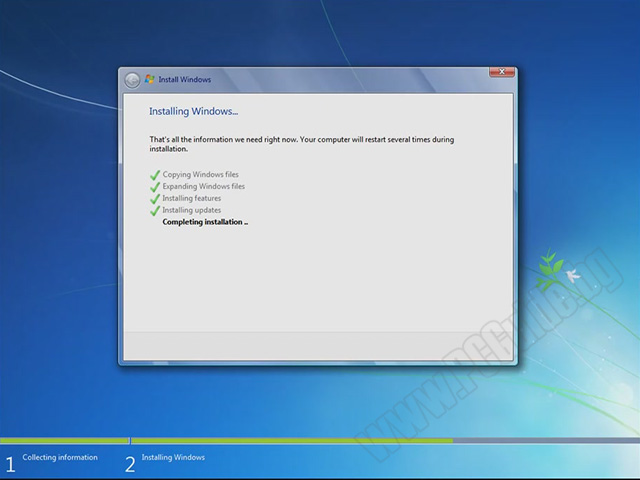 Install Windows
Installing Windows...
That's all the information we need right now. Your computer will restart several times during
installation.
Copying Windows files
Expanding Windows files
Installing features
Installing updates
Completing installation ..
www.PCGuide.bg
1 Collecting information
2 Installing Windows